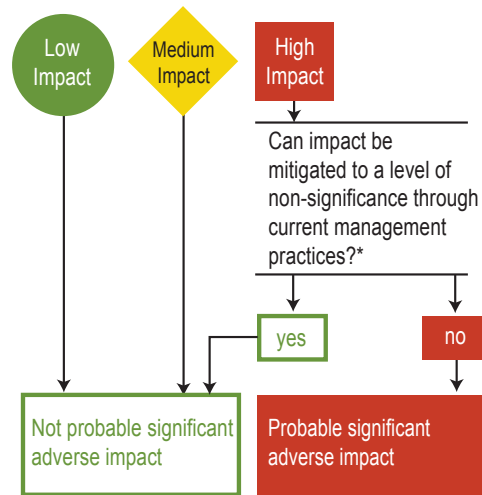 Low
Impact
Medium
Impact
High
Impact
Can impact be
mitigated to a level of
non-significance through
current management
practices?*
yes
no
Not probable significant
adverse impact
Probable significant
adverse impact